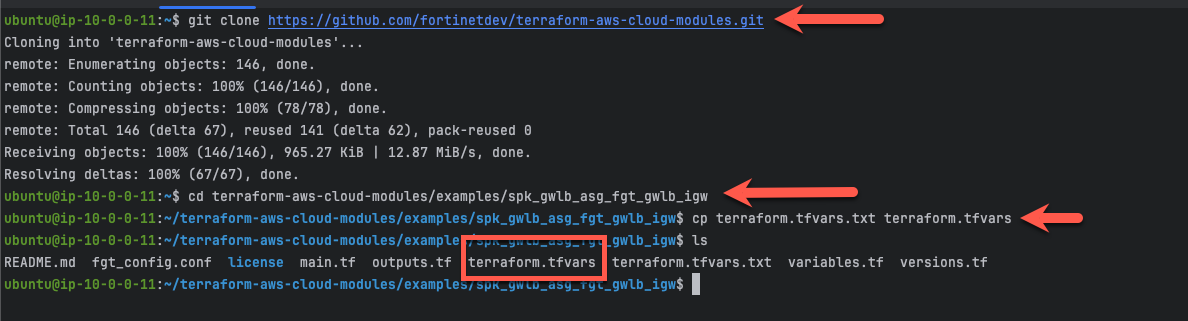 ubuntu@ip-10-0-0-11:~$ git clone https://github.com/fortinetdev/terraform-aws-cloud-modules.git
Cloning into 'terraform-aws-cloud-modules'...
remote: Enumerating objects: 146, done.
remote: Counting objects: 100% (146/146), done.
remote: Compressing objects: 100% (78/78), done.
remote: Total 146 (delta 67), reused 141 (delta 62), pack-reused 0
Receiving objects: 100% (146/146), 965.27 KiB | 12.87 MiB/s, done.
Resolving deltas: 100% (67/67), done.
ubuntu@ip-10-0-0-11:~$ cd terraform-aws-cloud-modules/examples/spk_gwlb_asg_fgt_gwlb_igw
ubuntu@ip-10-0-0-11:~/terraform-aws-cloud-modules/examples/spk_gwlb_asg_fgt_gwlb_igw$ cp terraform.tfvars.txt terraform.tfvars
ubuntu@ip-10-0-0-11:~/terraform-aws-cloud-modules/examples/spk_gwlb_asg_fgt_gwlb_igw$ ls
README.md fgt_config.conf license main.tf outputs.tf terraform.tfvars terraform.tfvars.txt variables.tf versions.tf
ubuntu@ip-10-0-0-11:~/terraform-aws-cloud-modules/examples/spk_gwlb_asg_fgt_gwlb_igw$